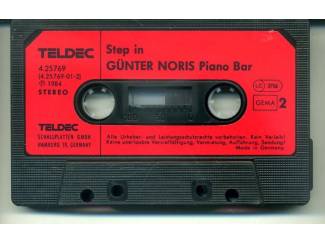 TELDEC
Step in
GÜNTER NORIS Piano Bar
4.25769
(4.25769-01-2)
℗ 1984
STEREO
LC 3706
GEMA 2
TELDEC
SCHALLPLATTEN GMBH
HAMBURG 19, GERMANY
Alle Urheber- und Leistungsschutzrechte vorbehalten. Kein Verleih!
Keine unerlaubte Vervielfältigung, Vermietung, Aufführung, Sendung!
Made in Germany.